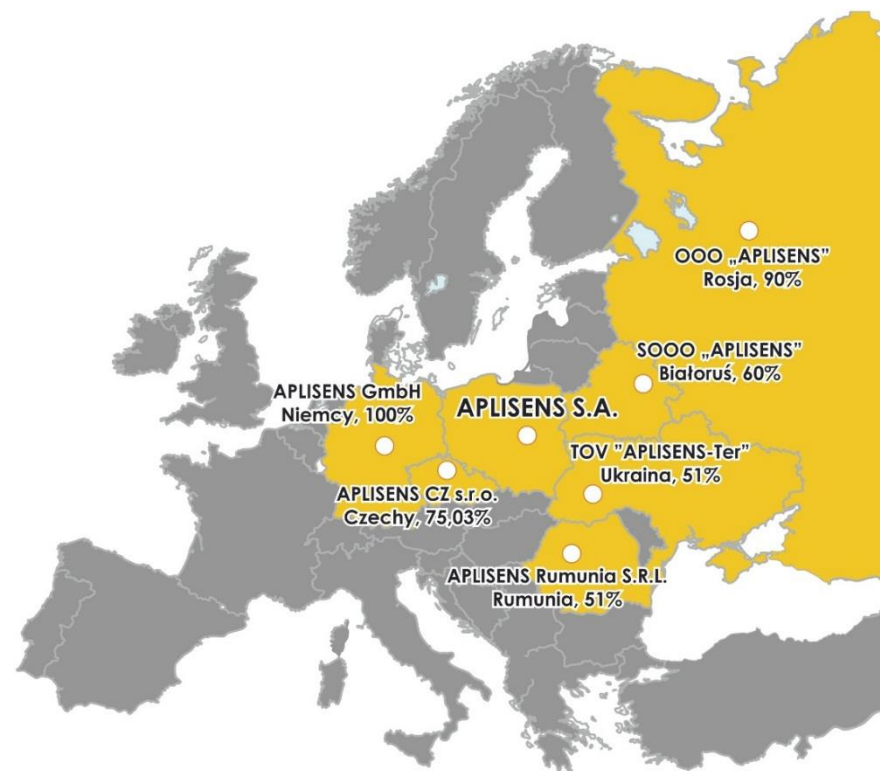 OOO „APLISENS”
Rosja, 90%
SOOO „APLISENS”
Białoruś, 60%
APLISENS GmbH
Niemcy, 100%
APLISENS S.A.
TOV "APLISENS-Ter"
Ukraina, 51%
APLISENS CZ s.r.o.
Czechy, 75,03%
APLISENS Rumunia S.R.L.
Rumunia, 51%